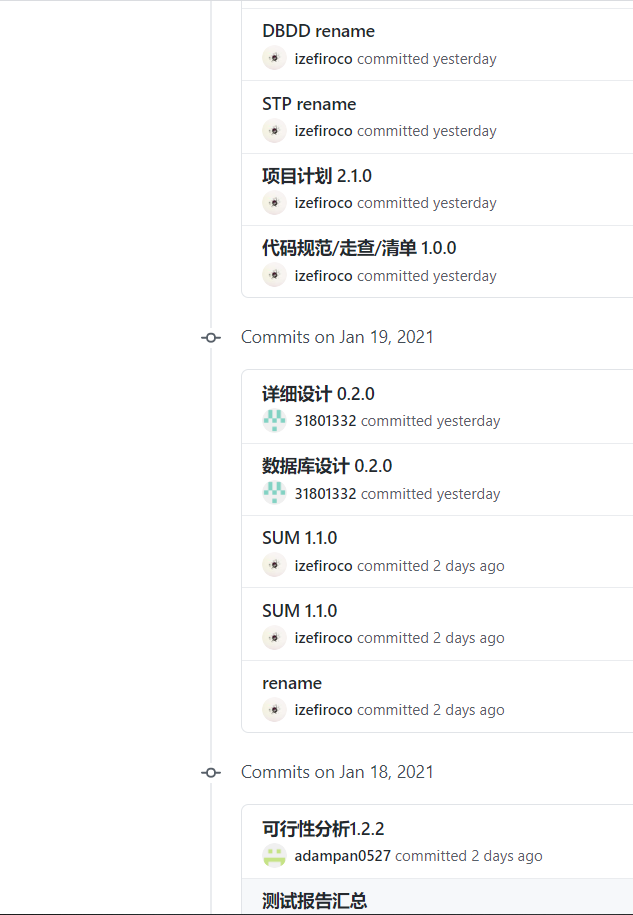 DBDD rename
izefiroco committed yesterday
STP rename
izefiroco committed yesterday
项目计划 2.1.0
izefiroco committed yesterday
代码规范/走查/清单 1.0.0
izefiroco committed yesterday
Commits on Jan 19, 2021
详细设计 0.2.0
31801332 committed yesterday
数据库设计 0.2.0
31801332 committed yesterday
SUM 1.1.0
izefiroco committed 2 days ago
SUM 1.1.0
izefiroco committed 2 days ago
rename
izefiroco committed 2 days ago
Commits on Jan 18, 2021
可行性分析1.2.2
adampan0527 committed 2 days ago
测试报告汇总